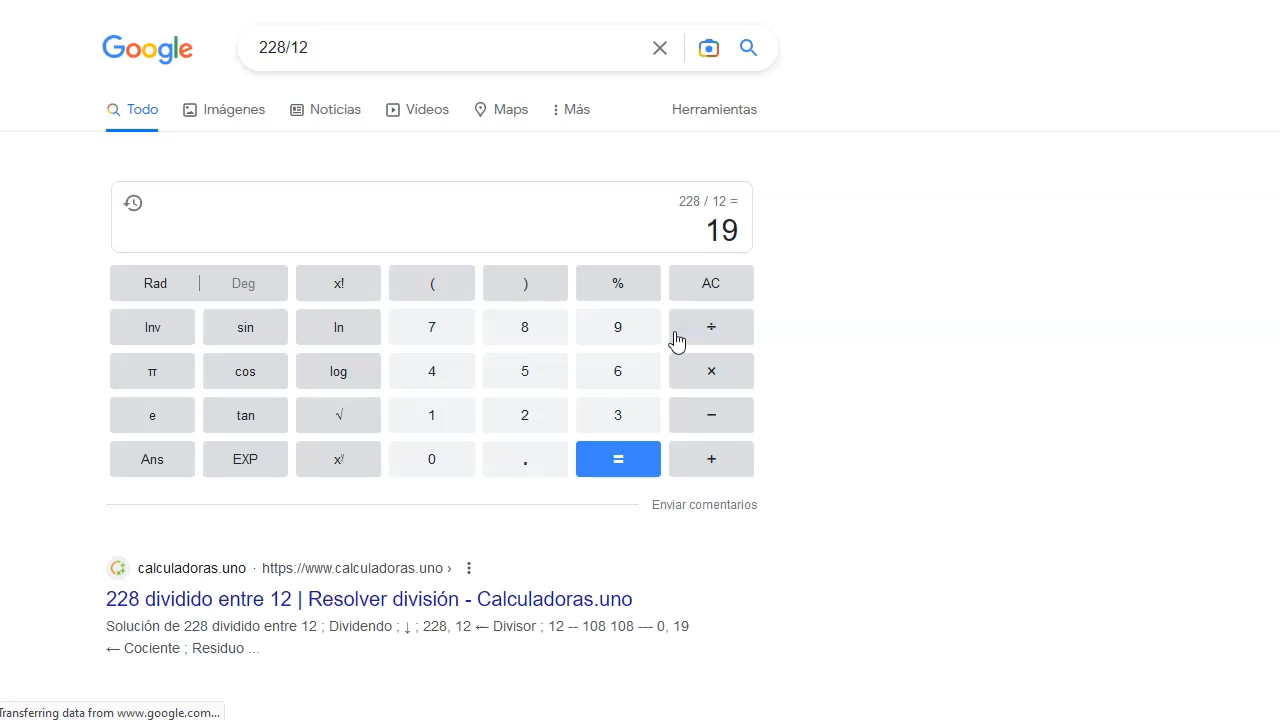 Google
228/12
Todo Imágenes Noticias Vídeos Maps Más Herramientas
228 / 12 =
19
Rad Deg x! ( ) % AC
Inv sin ln 7 8 9 ÷
π cos log 4 5 6 ×
e tan √ 1 2 3 −
Ans EXP xʸ 0 . = +
Enviar comentarios
calculadoras.uno · https://www.calculadoras.uno ›
228 dividido entre 12 | Resolver división - Calculadoras.uno
Solución de 228 dividido entre 12 ; Dividendo ; ↓ ; 228, 12 ← Divisor ; 12 -- 108 108 --- 0, 19
← Cociente ; Residuo ...
Transferring data from www.google.com...